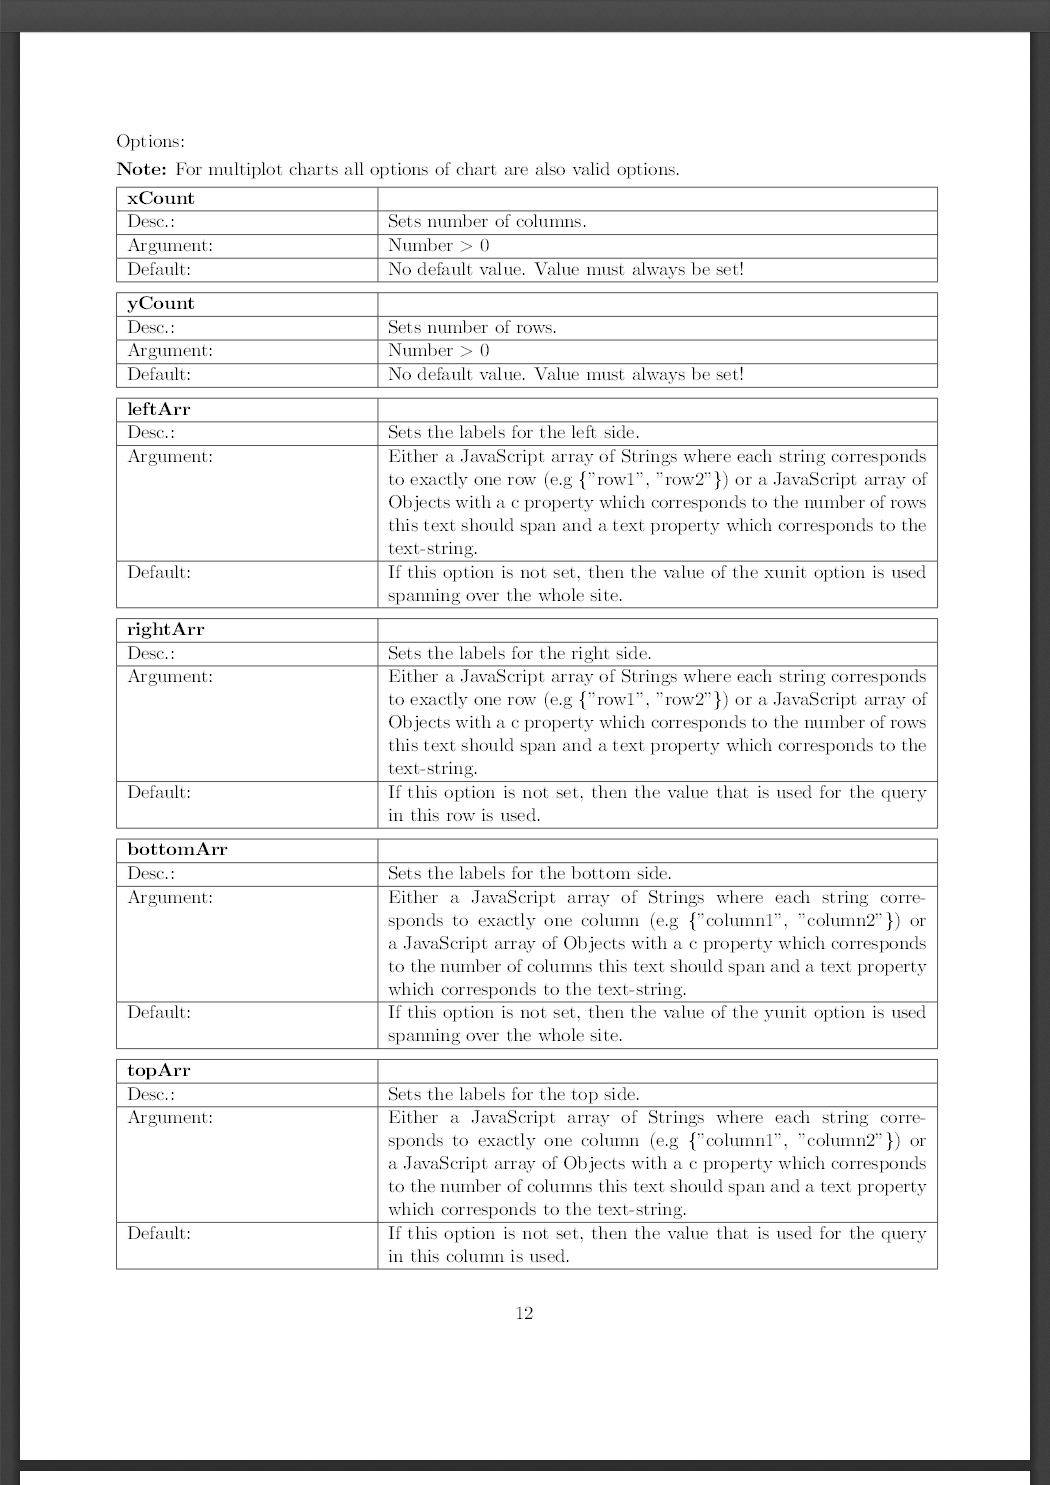 Options:
Note: For multiplot charts all options of chart are also valid options.
xCount
Desc.: Sets number of columns.
Argument: Number > 0
Default: No default value. Value must always be set!
yCount
Desc.: Sets number of rows.
Argument: Number > 0
Default: No default value. Value must always be set!
leftArr
Desc.: Sets the labels for the left side.
Argument: Either a JavaScript array of Strings where each string corresponds
to exactly one row (e.g {”row1”, ”row2”}) or a JavaScript array of
Objects with a c property which corresponds to the number of rows
this text should span and a text property which corresponds to the
text-string.
Default: If this option is not set, then the value of the xunit option is used
spanning over the whole site.
rightArr
Desc.: Sets the labels for the right side.
Argument: Either a JavaScript array of Strings where each string corresponds
to exactly one row (e.g {”row1”, ”row2”}) or a JavaScript array of
Objects with a c property which corresponds to the number of rows
this text should span and a text property which corresponds to the
text-string.
Default: If this option is not set, then the value that is used for the query
in this row is used.
bottomArr
Desc.: Sets the labels for the bottom side.
Argument: Either a JavaScript array of Strings where each string corre-
sponds to exactly one column (e.g {”column1”, ”column2”}) or
a JavaScript array of Objects with a c property which corresponds
to the number of columns this text should span and a text property
which corresponds to the text-string.
Default: If this option is not set, then the value of the yunit option is used
spanning over the whole site.
topArr
Desc.: Sets the labels for the top side.
Argument: Either a JavaScript array of Strings where each string corre-
sponds to exactly one column (e.g {”column1”, ”column2”}) or
a JavaScript array of Objects with a c property which corresponds
to the number of columns this text should span and a text property
which corresponds to the text-string.
Default: If this option is not set, then the value that is used for the query
in this column is used.
12